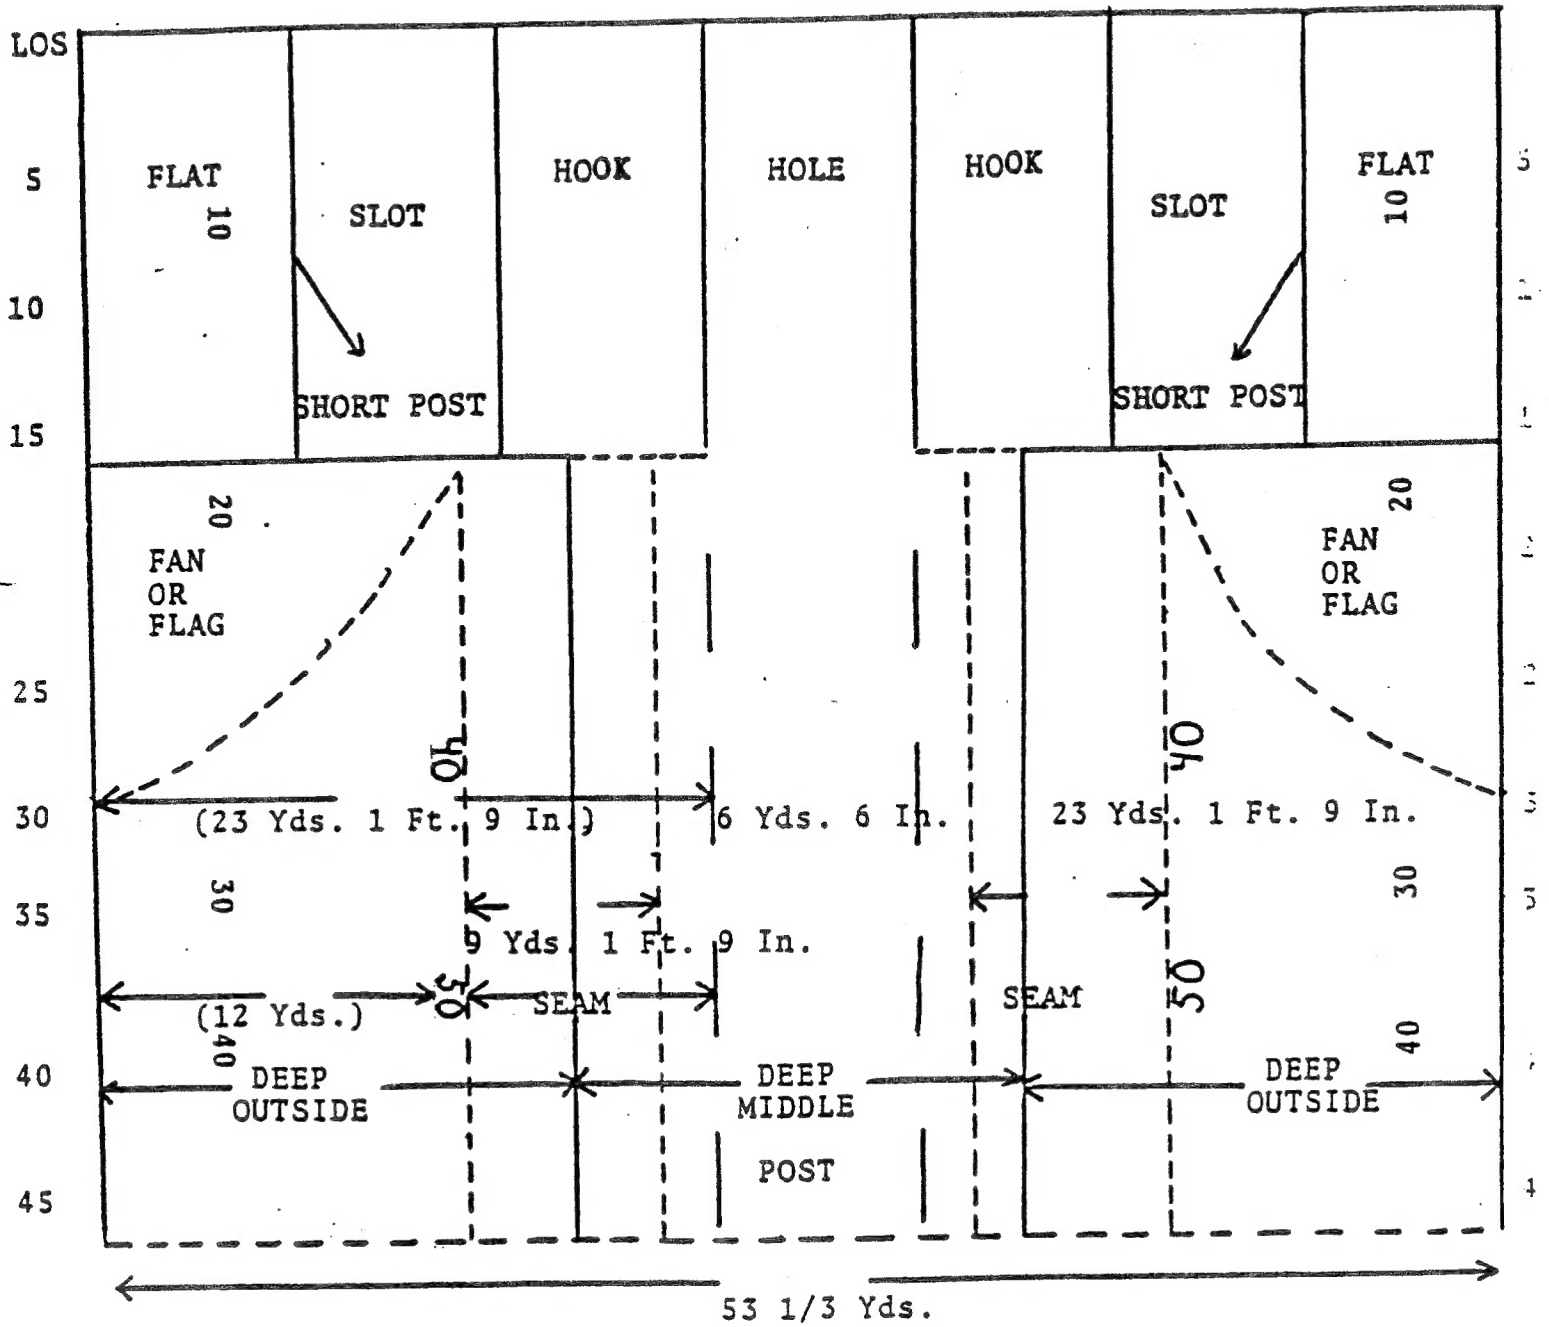 LOS
5 FLAT HOOK HOLE HOOK FLAT
10 SLOT SLOT 10
10
SHORT POST SHORT POST
15
20 20
FAN FAN
OR OR
FLAG FLAG
25
40 40
30 (23 Yds. 1 Ft. 9 In.) 6 Yds. 6 In. 23 Yds. 1 Ft. 9 In.
30 30
35
9 Yds. 1 Ft. 9 In.
50 SEAM SEAM 50
(12 Yds.)
40 40
40 DEEP DEEP DEEP
OUTSIDE MIDDLE OUTSIDE
POST
45
53 1/3 Yds.